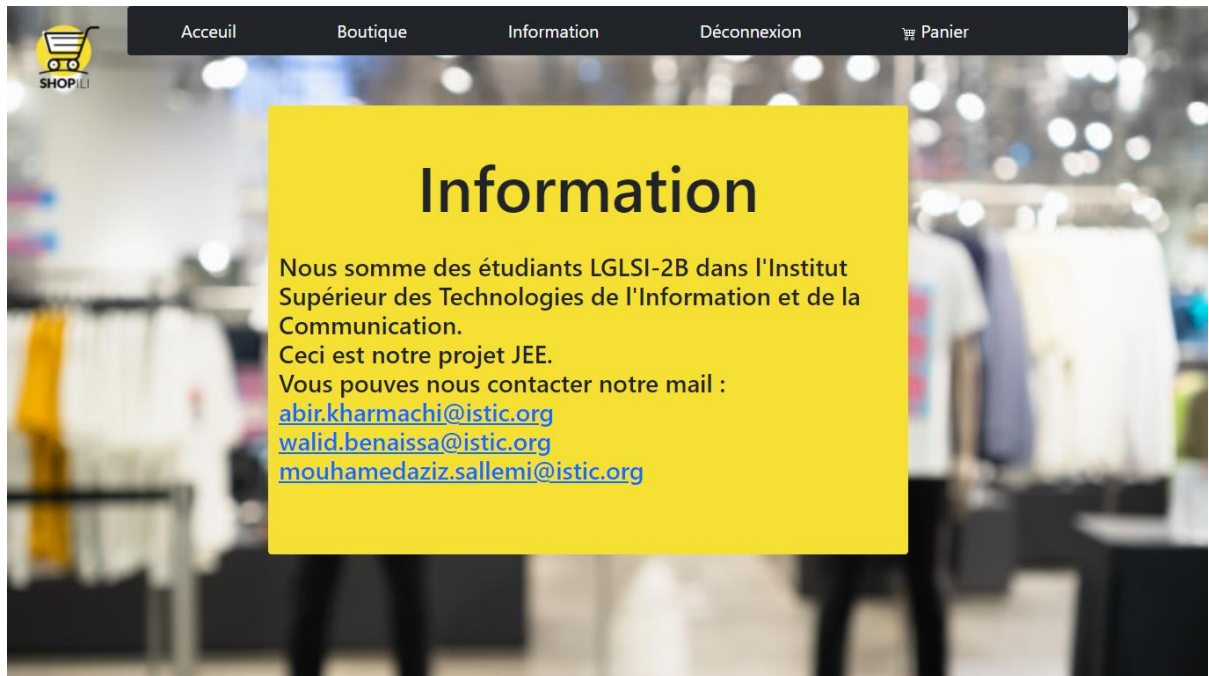 SHOPILI
Acceuil
Boutique
Information
Déconnexion
Panier
Information
Nous somme des étudiants LGLSI-2B dans l'Institut
Supérieur des Technologies de l'Information et de la
Communication.
Ceci est notre projet JEE.
Vous pouves nous contacter notre mail :
abir.kharmachi@istic.org
walid.benaissa@istic.org
mouhamedaziz.sallemi@istic.org